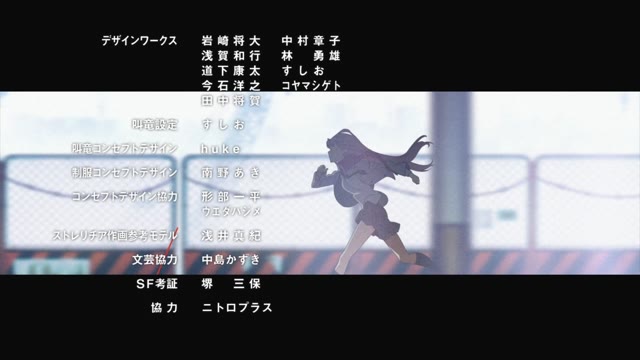 デザインワークス 岩崎将大 中村章子
浅賀和行 林 勇雄
道下康太 すしお
今石洋之 コヤマシゲト
田中将賀
叫竜設定 すしお
叫竜コンセプトデザイン huke
制服コンセプトデザイン 南野あき
コンセプトデザイン協力 形部一平
ウエダハジメ
ストレリチア作画参考モデル 浅井真紀
文芸協力 中島かずき
SF考証 堺 三保
協力 ニトロプラス